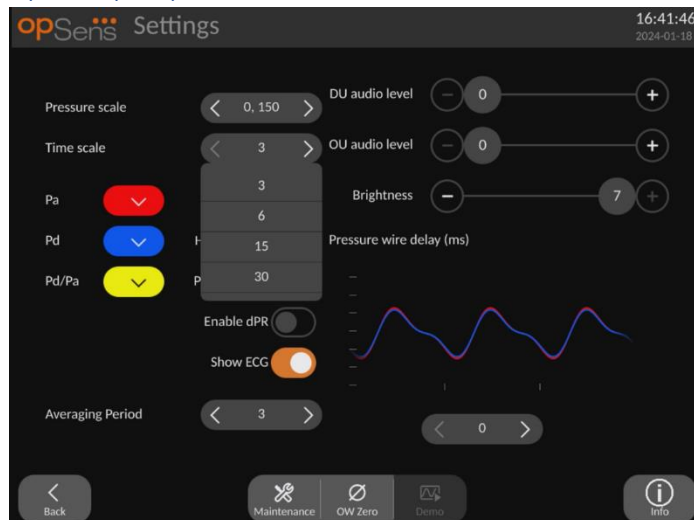 opSens Settings
16:41:46
2024-01-18
Pressure scale
0, 150
DU audio level
0
Time scale
3
OU audio level
0
3
6
15
30
Pa
Pd
Pd/Pa
H
P
Brightness
7
Pressure wire delay (ms)
Enable dPR
Show ECG
Averaging Period
3
0
Back
Maintenance
OW Zero
Demo
Info